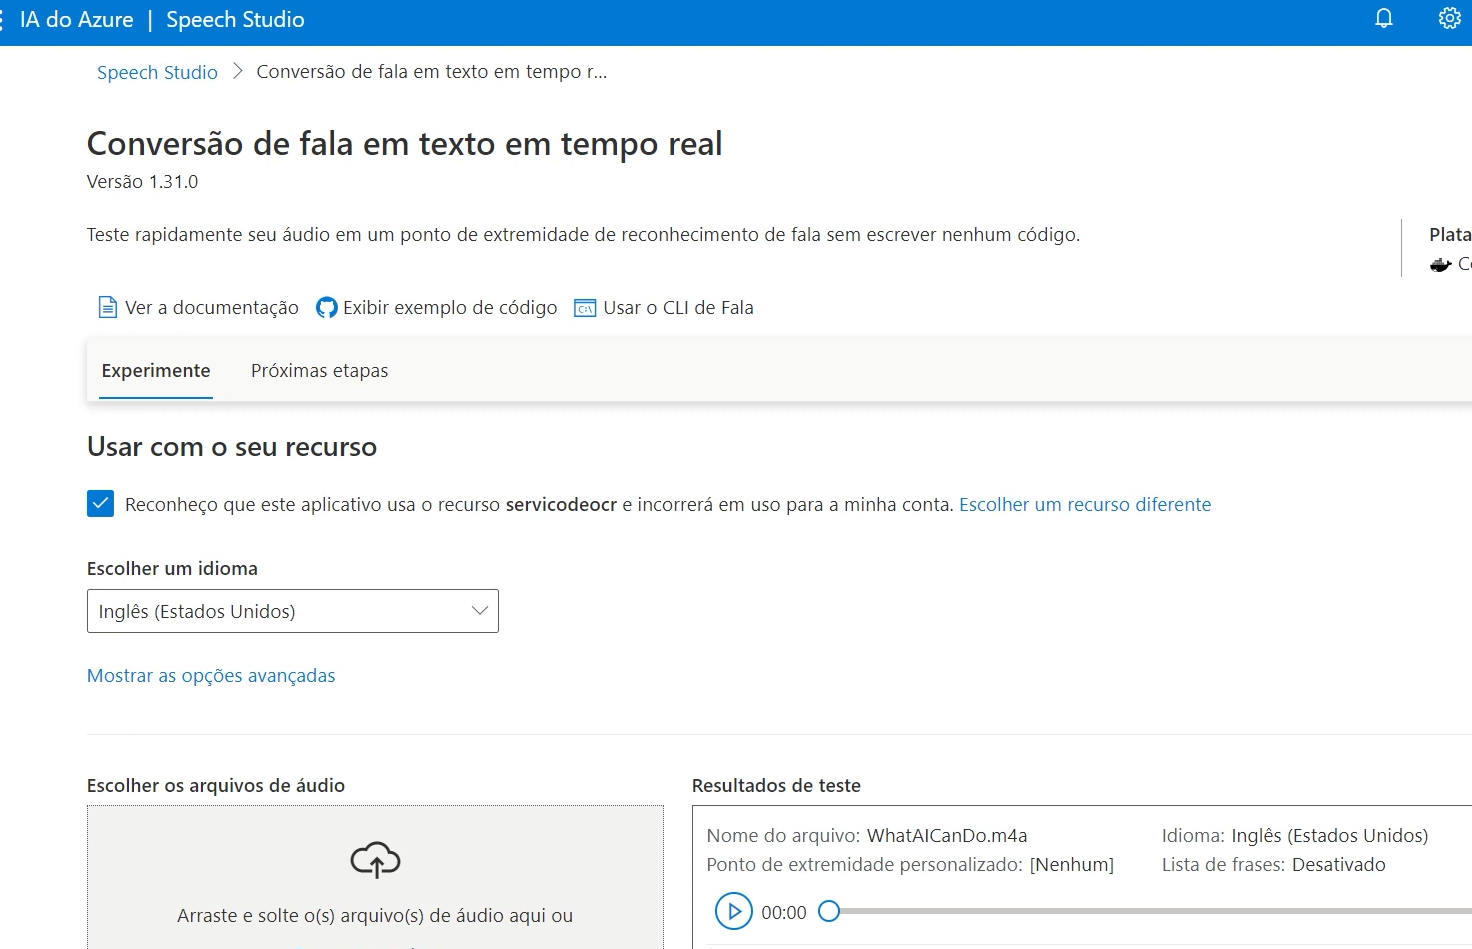 IA do Azure | Speech Studio
Speech Studio > Conversão de fala em texto em tempo r...
Conversão de fala em texto em tempo real
Versão 1.31.0
Teste rapidamente seu áudio em um ponto de extremidade de reconhecimento de fala sem escrever nenhum código.
Plata
Ver a documentação Exibir exemplo de código Usar o CLI de Fala
Experimente Próximas etapas
Usar com o seu recurso
Reconheço que este aplicativo usa o recurso servicodeocr e incorrerá em uso para a minha conta. Escolher um recurso diferente
Escolher um idioma
Inglês (Estados Unidos)
Mostrar as opções avançadas
Escolher os arquivos de áudio
Arraste e solte o(s) arquivo(s) de áudio aqui ou
Resultados de teste
Nome do arquivo: WhatAICanDo.m4a Idioma: Inglês (Estados Unidos)
Ponto de extremidade personalizado: [Nenhum] Lista de frases: Desativado
00:00